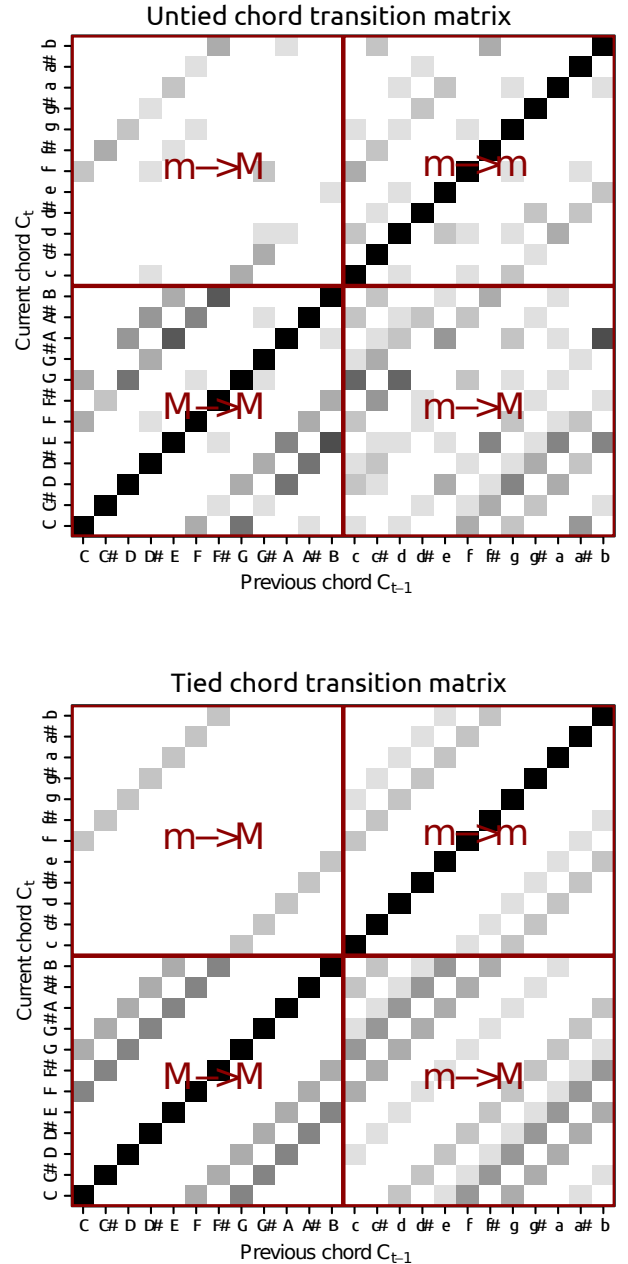 Untied chord transition matrix
Current chord C_t
C C# D D# E F F# G G# A A# B c c# d d# e f f# g g# a a# b
m–>M m–>m
M–>M m–>M
C C# D D# E F F# G G# A A# B c c# d d# e f f# g g# a a# b
Previous chord C_t–1
Tied chord transition matrix
Current chord C_t
C C# D D# E F F# G G# A A# B c c# d d# e f f# g g# a a# b
m–>M m–>m
M–>M m–>M
C C# D D# E F F# G G# A A# B c c# d d# e f f# g g# a a# b
Previous chord C_t–1